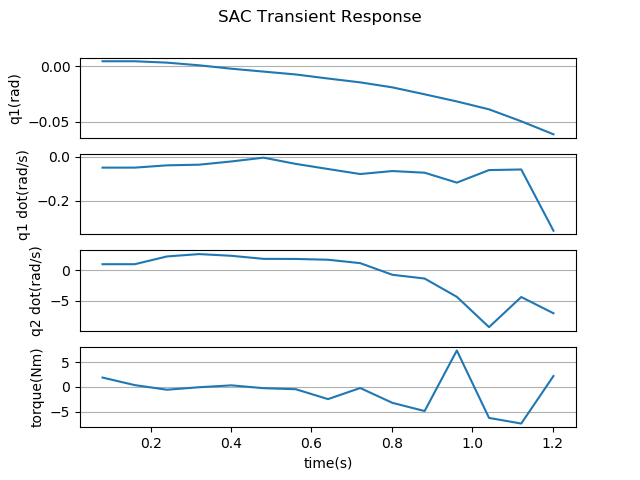 SAC Transient Response
q1(rad)
0.00
−0.05
q1 dot(rad/s)
0.0
−0.2
q2 dot(rad/s)
0
−5
torque(Nm)
5
0
−5
0.2 0.4 0.6 0.8 1.0 1.2
time(s)